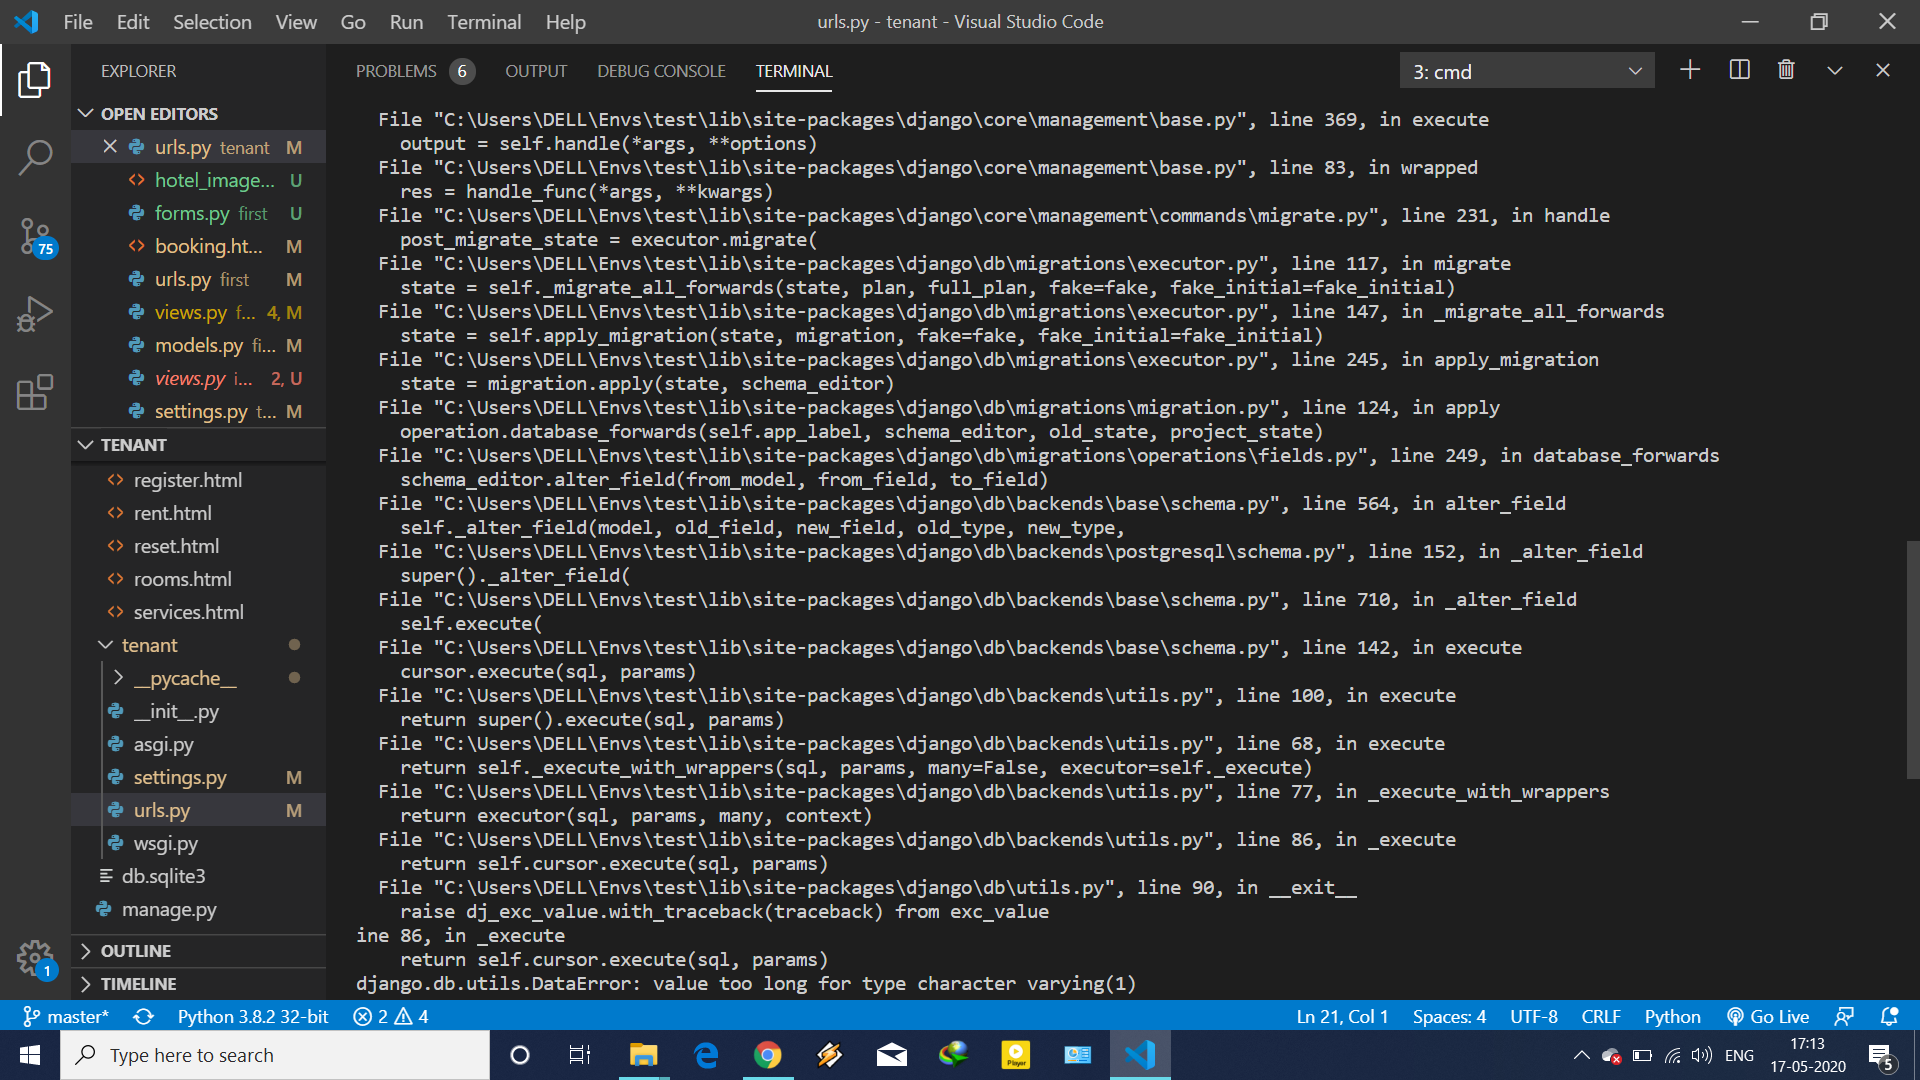 File Edit Selection View Go Run Terminal Help
urls.py - tenant - Visual Studio Code
EXPLORER
OPEN EDITORS
urls.py tenant M
hotel_image... U
forms.py first U
booking.ht... M
urls.py first M
views.py f... 4, M
models.py fi... M
views.py i... 2, U
settings.py t... M
TENANT
register.html
rent.html
reset.html
rooms.html
services.html
tenant
__pycache__
__init__.py
asgi.py
settings.py M
urls.py M
wsgi.py
db.sqlite3
manage.py
OUTLINE
TIMELINE
75
1
PROBLEMS 6 OUTPUT DEBUG CONSOLE TERMINAL
3: cmd
File "C:\Users\DELL\Envs\test\lib\site-packages\django\core\management\base.py", line 369, in execute
output = self.handle(*args, **options)
File "C:\Users\DELL\Envs\test\lib\site-packages\django\core\management\base.py", line 83, in wrapped
res = handle_func(*args, **kwargs)
File "C:\Users\DELL\Envs\test\lib\site-packages\django\core\management\commands\migrate.py", line 231, in handle
post_migrate_state = executor.migrate(
File "C:\Users\DELL\Envs\test\lib\site-packages\django\db\migrations\executor.py", line 117, in migrate
state = self._migrate_all_forwards(state, plan, full_plan, fake=fake, fake_initial=fake_initial)
File "C:\Users\DELL\Envs\test\lib\site-packages\django\db\migrations\executor.py", line 147, in _migrate_all_forwards
state = self.apply_migration(state, migration, fake=fake, fake_initial=fake_initial)
File "C:\Users\DELL\Envs\test\lib\site-packages\django\db\migrations\executor.py", line 245, in apply_migration
state = migration.apply(state, schema_editor)
File "C:\Users\DELL\Envs\test\lib\site-packages\django\db\migrations\migration.py", line 124, in apply
operation.database_forwards(self.app_label, schema_editor, old_state, project_state)
File "C:\Users\DELL\Envs\test\lib\site-packages\django\db\migrations\operations\fields.py", line 249, in database_forwards
schema_editor.alter_field(from_model, from_field, to_field)
File "C:\Users\DELL\Envs\test\lib\site-packages\django\db\backends\base\schema.py", line 564, in alter_field
self._alter_field(model, old_field, new_field, old_type, new_type,
File "C:\Users\DELL\Envs\test\lib\site-packages\django\db\backends\postgresql\schema.py", line 152, in _alter_field
super()._alter_field(
File "C:\Users\DELL\Envs\test\lib\site-packages\django\db\backends\base\schema.py", line 710, in _alter_field
self.execute(
File "C:\Users\DELL\Envs\test\lib\site-packages\django\db\backends\base\schema.py", line 142, in execute
cursor.execute(sql, params)
File "C:\Users\DELL\Envs\test\lib\site-packages\django\db\backends\utils.py", line 100, in execute
return super().execute(sql, params)
File "C:\Users\DELL\Envs\test\lib\site-packages\django\db\backends\utils.py", line 68, in execute
return self._execute_with_wrappers(sql, params, many=False, executor=self._execute)
File "C:\Users\DELL\Envs\test\lib\site-packages\django\db\backends\utils.py", line 77, in _execute_with_wrappers
return executor(sql, params, many, context)
File "C:\Users\DELL\Envs\test\lib\site-packages\django\db\backends\utils.py", line 86, in _execute
return self.cursor.execute(sql, params)
File "C:\Users\DELL\Envs\test\lib\site-packages\django\db\utils.py", line 90, in __exit__
raise dj_exc_value.with_traceback(traceback) from exc_value
ine 86, in _execute
return self.cursor.execute(sql, params)
django.db.utils.DataError: value too long for type character varying(1)
master* Python 3.8.2 32-bit 2 4
Ln 21, Col 1 Spaces: 4 UTF-8 CRLF Python Go Live
Type here to search
Player
ENG
17:13
17-05-2020
5